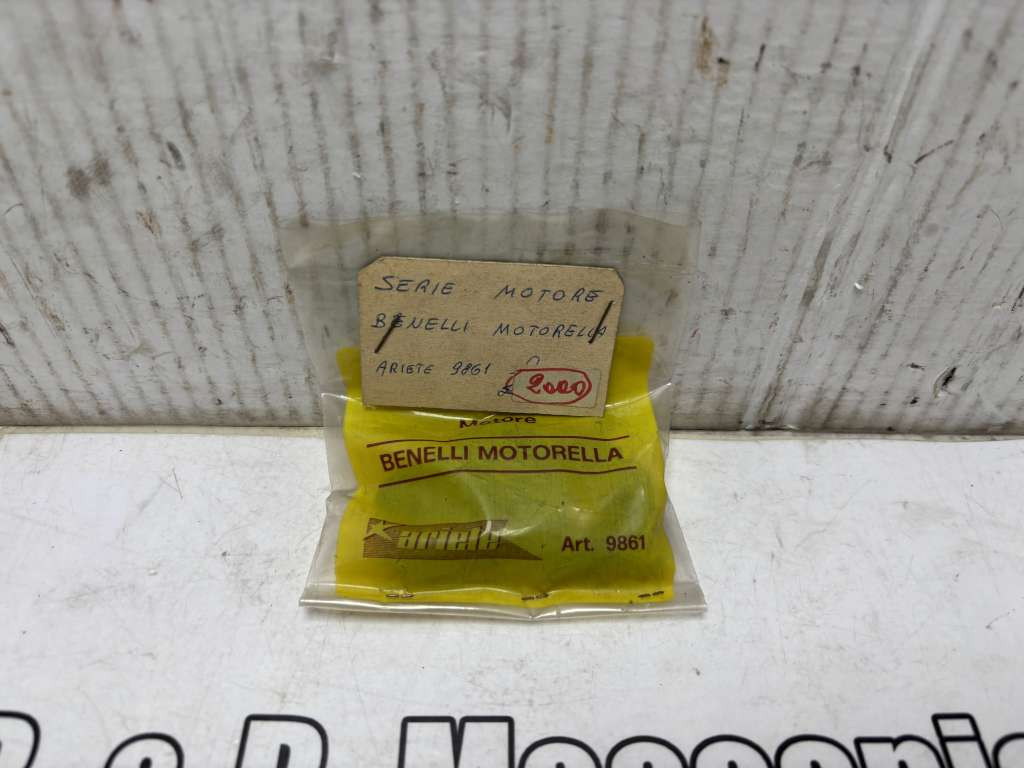 SERIE MOTORE
BENELLI MOTORELLA
ARIETE 9861 £ 2000
Motore
BENELLI MOTORELLA
ariete Art. 9861